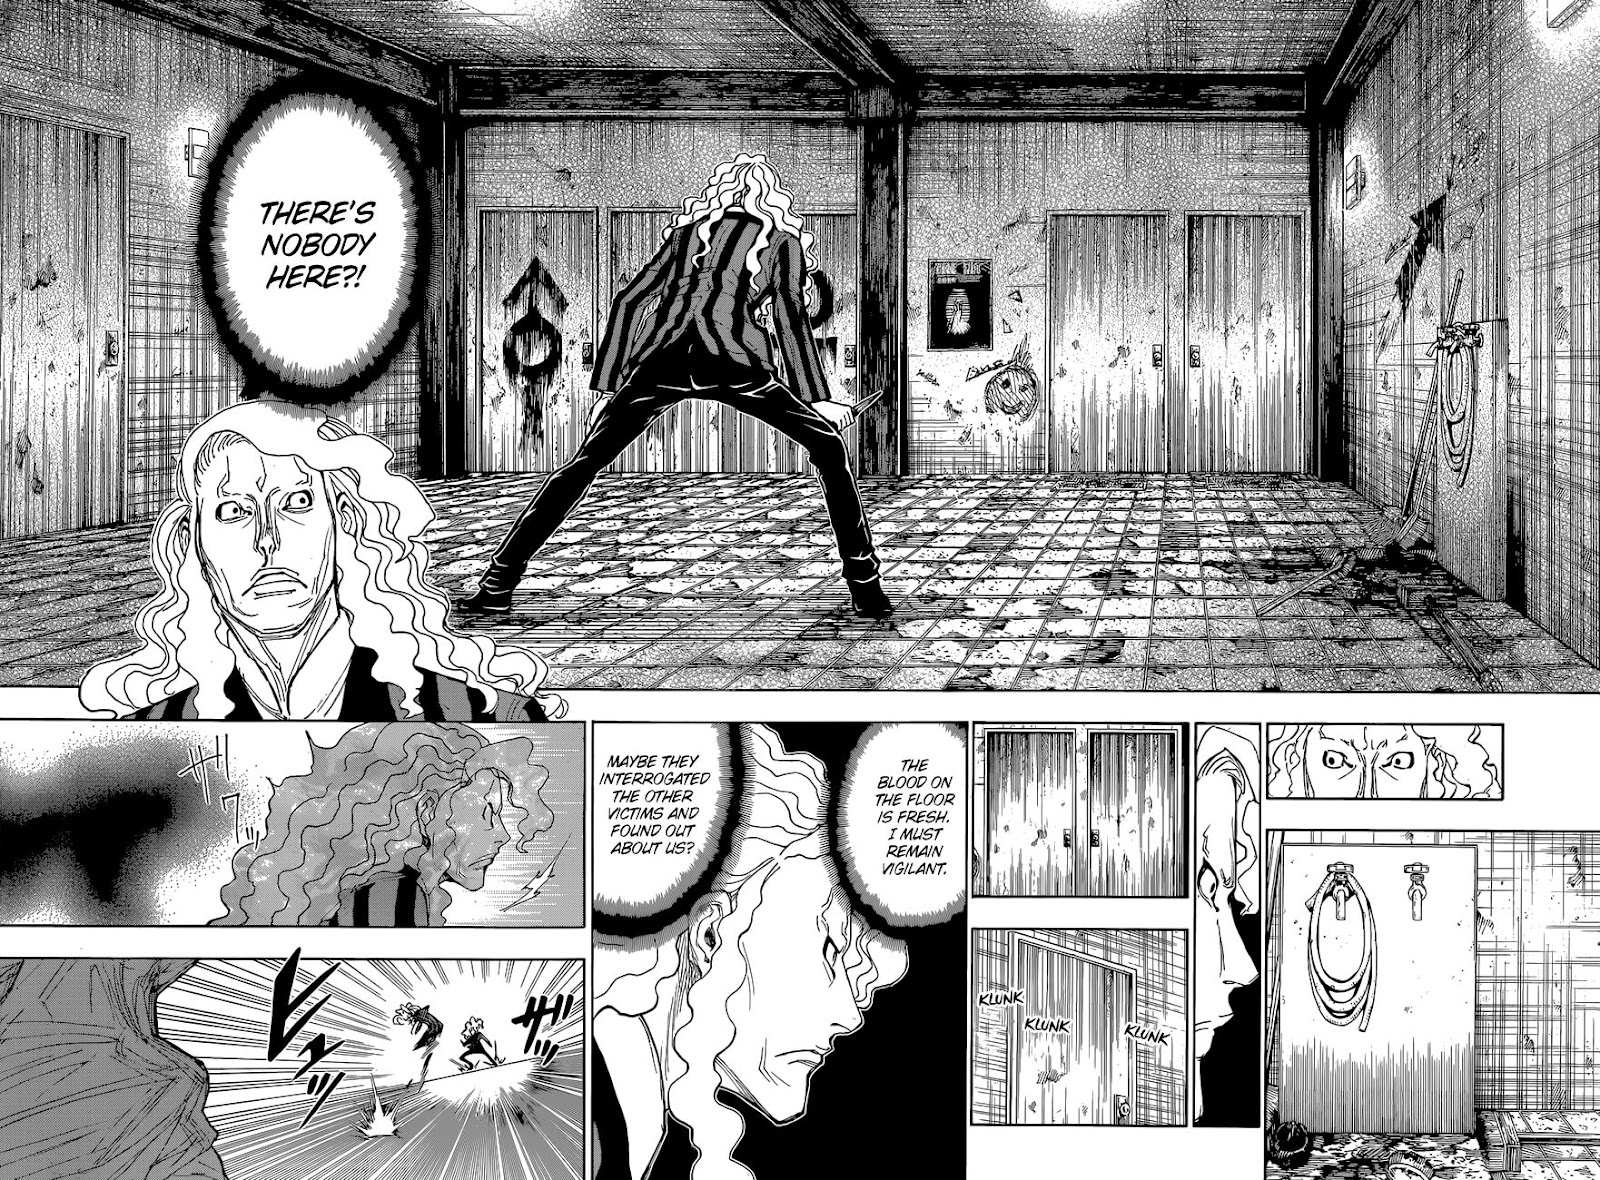 THERE'S
NOBODY
HERE?!
KLUNK
KLUNK
KLUNK
THE
BLOOD ON
THE FLOOR
IS FRESH.
I MUST
REMAIN
VIGILANT.
MAYBE THEY
INTERROGATED
THE OTHER
VICTIMS AND
FOUND OUT
ABOUT US?